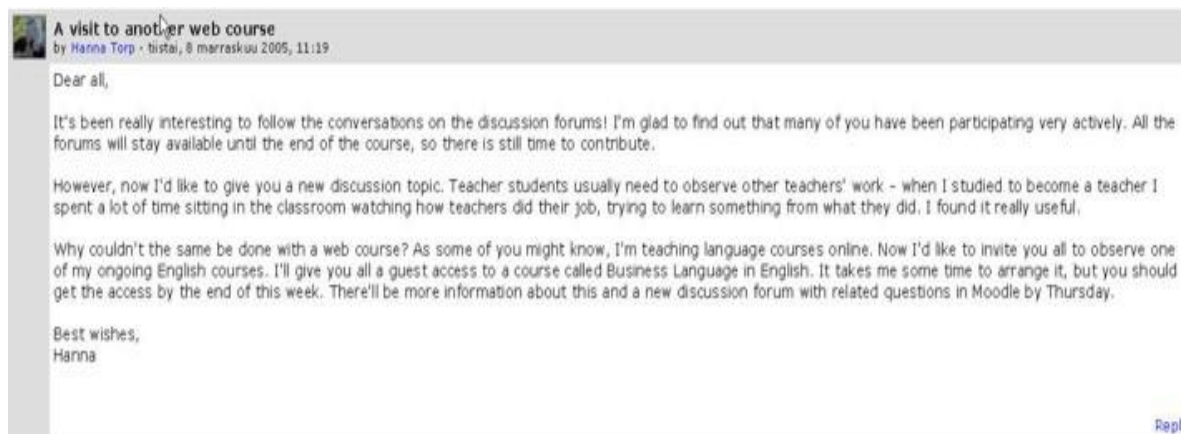 A visit to another web course
by Hanna Torp - tiistai, 8 marraskuu 2005, 11:19
Dear all,
It's been really interesting to follow the conversations on the discussion forums! I'm glad to find out that many of you have been participating very actively. All the
forums will stay available until the end of the course, so there is still time to contribute.
However, now I'd like to give you a new discussion topic. Teacher students usually need to observe other teachers' work - when I studied to become a teacher I
spent a lot of time sitting in the classroom watching how teachers did their job, trying to learn something from what they did. I found it really useful.
Why couldn't the same be done with a web course? As some of you might know, I'm teaching language courses online. Now I'd like to invite you all to observe one
of my ongoing English courses. I'll give you all a guest access to a course called Business Language in English. It takes me some time to arrange it, but you should
get the access by the end of this week. There'll be more information about this and a new discussion forum with related questions in Moodle by Thursday.
Best wishes,
Hanna
Repl